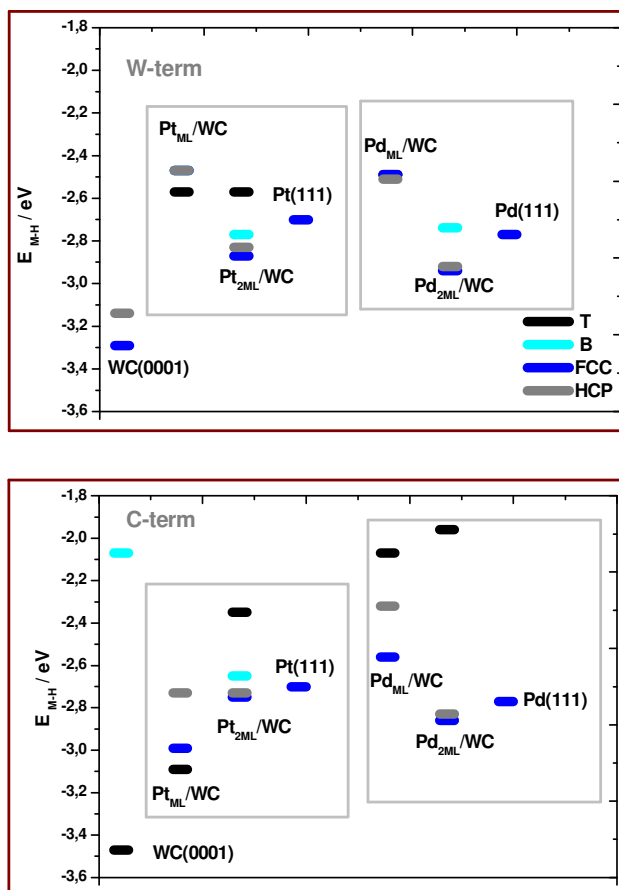 -1,8
W-term
-2,0
-2,2
Pt_ML/WC
Pd_ML/WC
-2,4
-2,6
Pt(111)
Pd(111)
E_M-H / eV
-2,8
Pt_2ML/WC
Pd_2ML/WC
-3,0
-3,2
T
B
WC(0001)
FCC
-3,4
HCP
-3,6
-1,8
C-term
-2,0
-2,2
-2,4
-2,6
Pt(111)
Pd_ML/WC
E_M-H / eV
Pd(111)
-2,8
Pt_2ML/WC
Pd_2ML/WC
-3,0
Pt_ML/WC
-3,2
-3,4
WC(0001)
-3,6